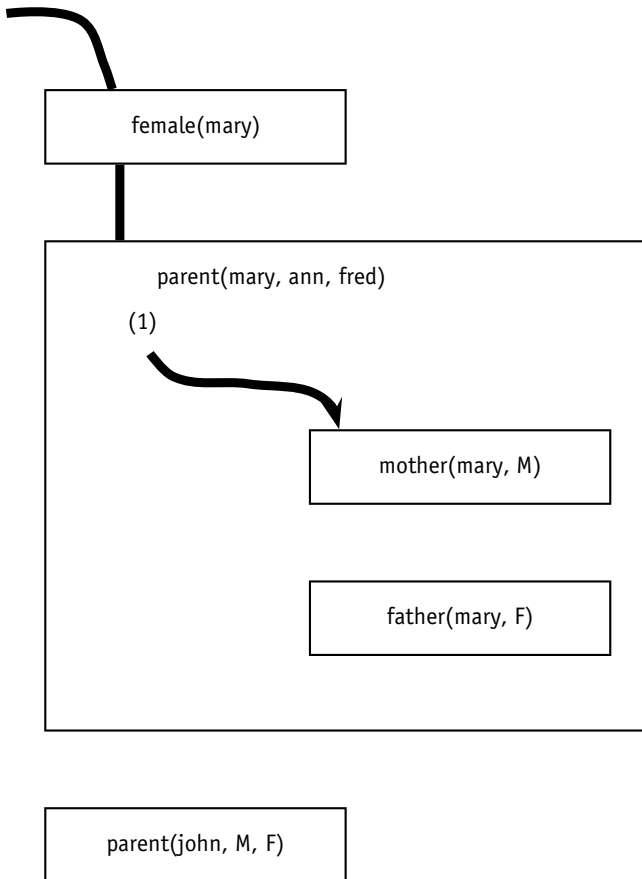 female(mary)
parent(mary, ann, fred)
(1)
mother(mary, M)
father(mary, F)
parent(john, M, F)